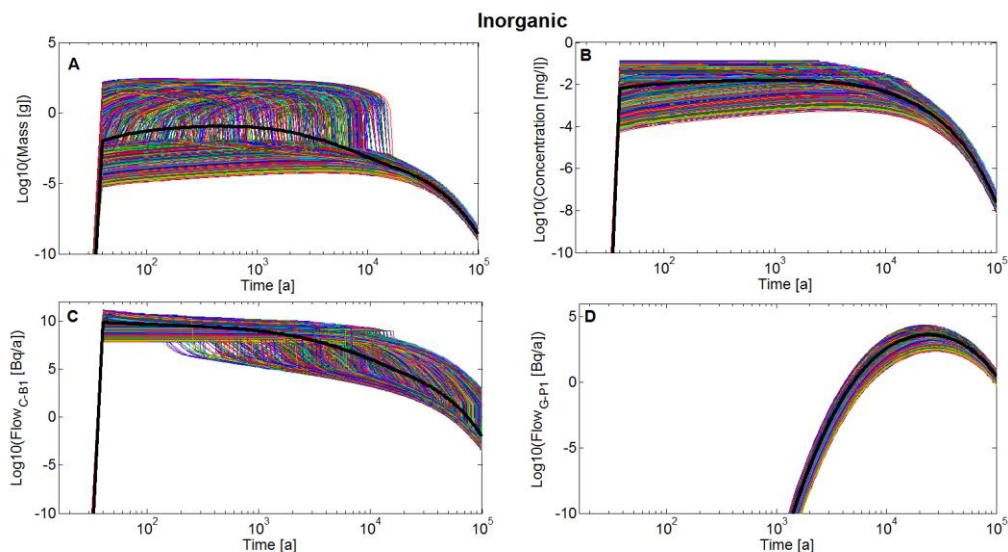 Inorganic
A
Log10(Mass [g])
5
0
-5
-10
10^2 10^3 10^4 10^5
Time [a]
B
Log10(Concentration [mg/l])
0
-2
-4
-6
-8
-10
10^2 10^3 10^4 10^5
Time [a]
C
Log10(Flow_C-B1 [Bq/a])
10
5
0
-5
-10
10^2 10^3 10^4 10^5
Time [a]
D
Log10(Flow_G-P1 [Bq/a])
5
0
-5
-10
10^2 10^3 10^4 10^5
Time [a]